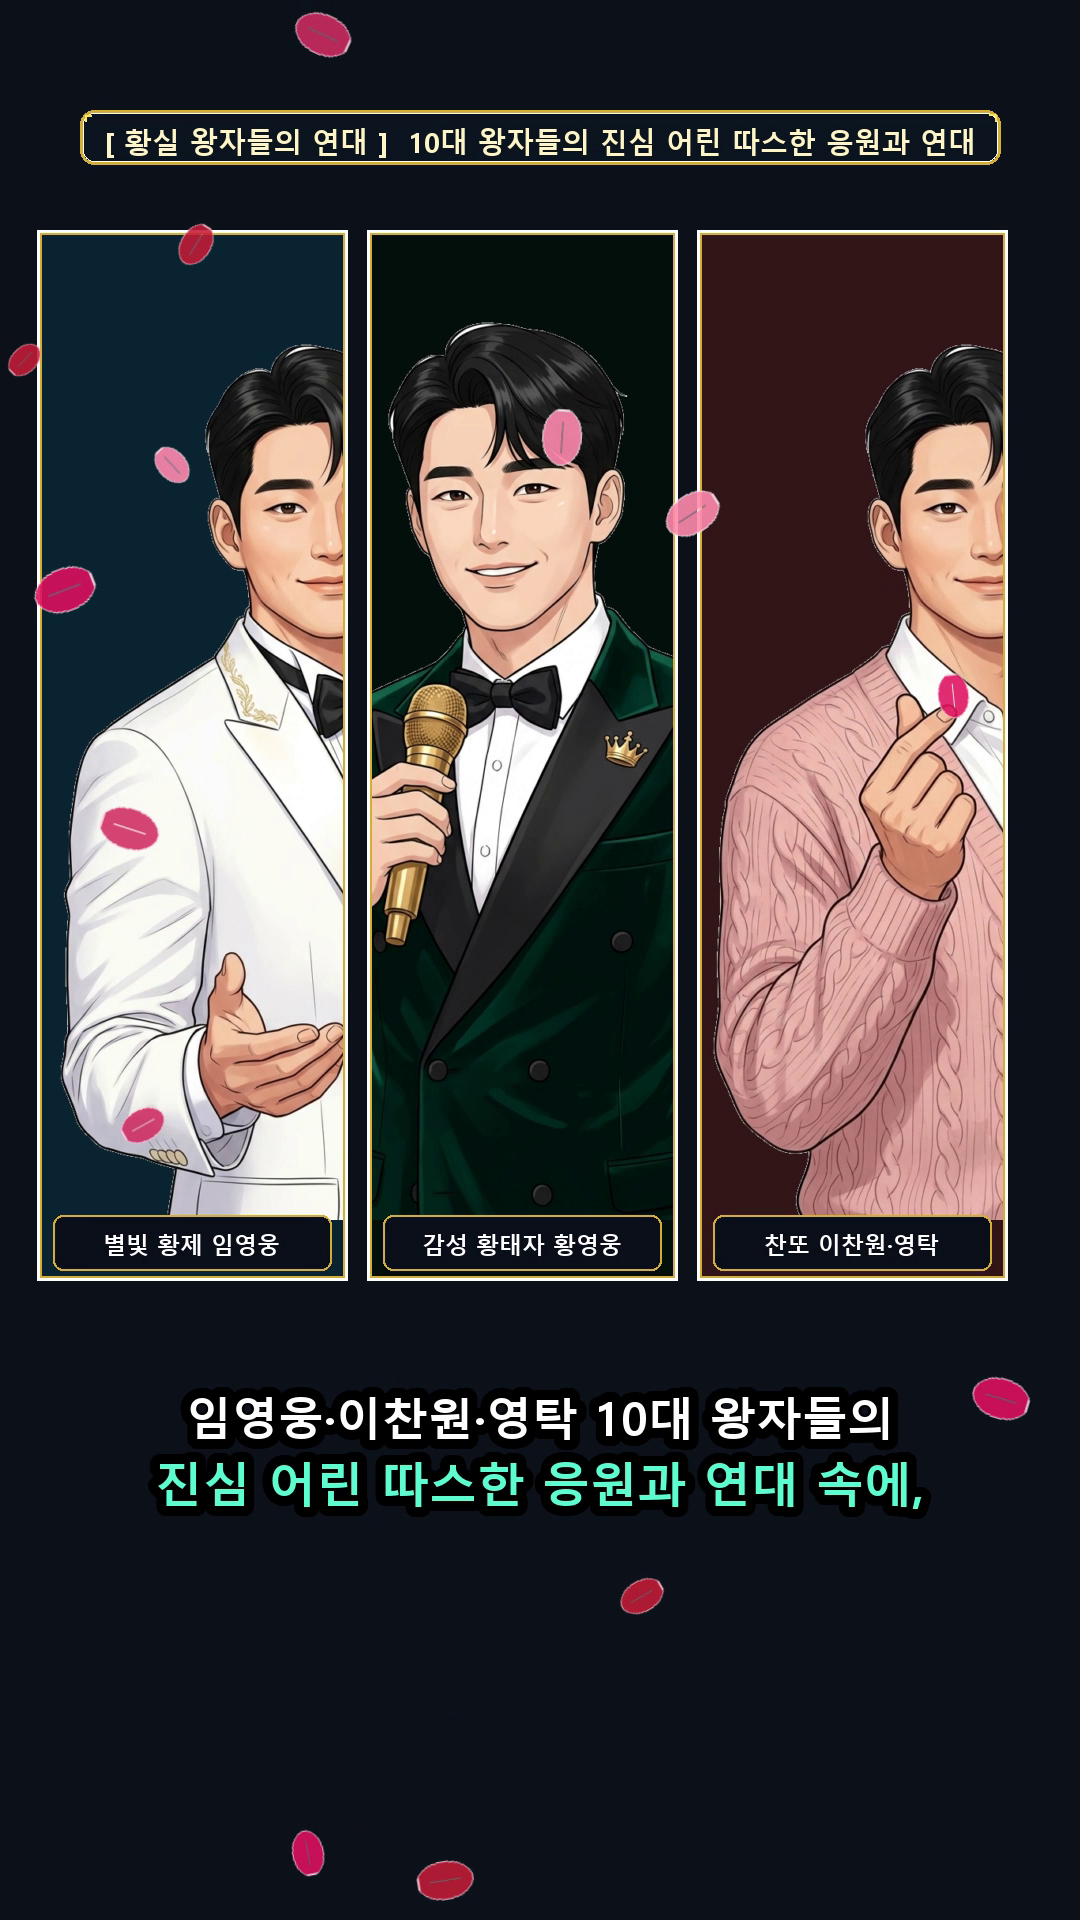 [ 황실 왕자들의 연대 ]  10대 왕자들의 진심 어린 따스한 응원과 연대
별빛 황제 임영웅
감성 황태자 황영웅
찬또 이찬원·영탁
임영웅·이찬원·영탁 10대 왕자들의
진심 어린 따스한 응원과 연대 속에,